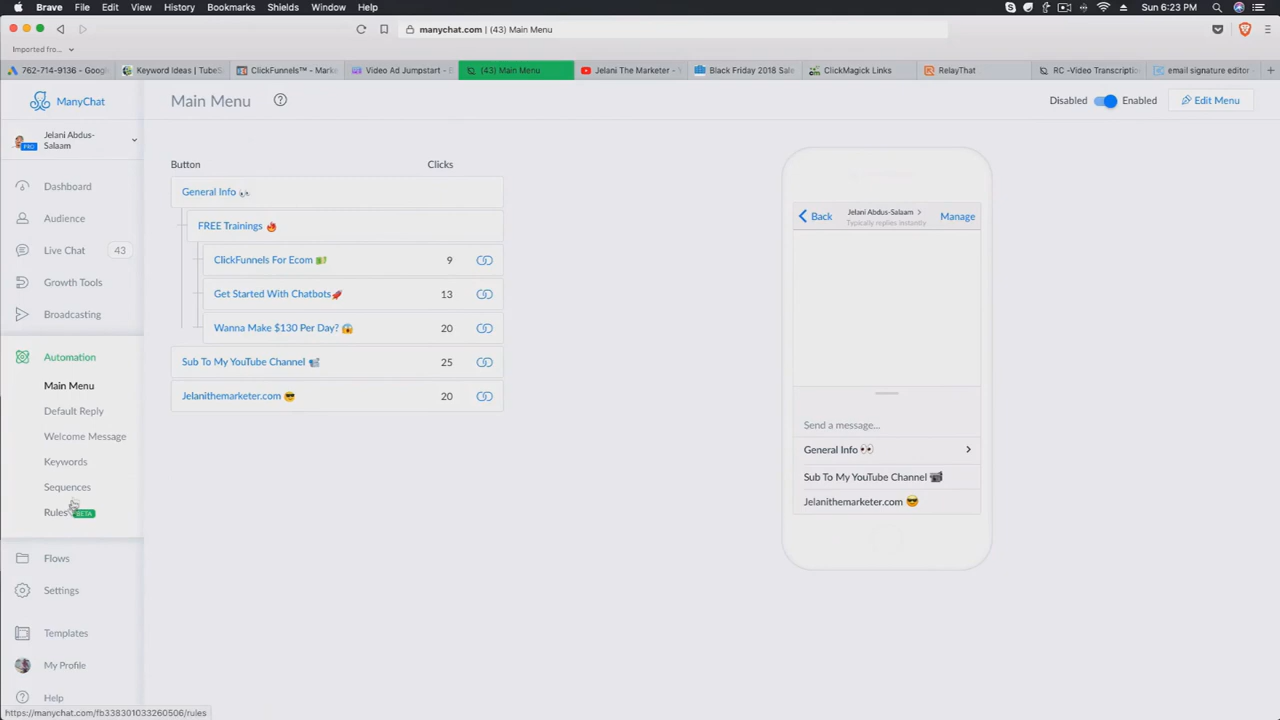 Brave File Edit View History Bookmarks Shields Window Help
Sun 6:23 PM
manychat.com | (43) Main Menu
Imported from...
762-714-9136 - Googl
Keyword Ideas | TubeS
ClickFunnels™ - Marke
Video Ad Jumpstart - D
(43) Main Menu
Jelani The Marketer - Y
Black Friday 2018 Sale
ClickMagick Links
RelayThat
RC -Video Transcriptio
email signature editor -
ManyChat
Main Menu
Disabled
Enabled
Edit Menu
Jelani Abdus-
Salaam
PRO
Dashboard
Audience
Live Chat 43
Growth Tools
Broadcasting
Automation
Main Menu
Default Reply
Welcome Message
Keywords
Sequences
Rules BETA
Flows
Settings
Templates
My Profile
Help
Button Clicks
General Info 👀
FREE Trainings 🔥
ClickFunnels For Ecom 💵 9
Get Started With Chatbots🚀 13
Wanna Make $130 Per Day? 😱 20
Sub To My YouTube Channel 📹 25
Jelanithemarketer.com 😎 20
Back
Jelani Abdus-Salaam >
Typically replies instantly
Manage
Send a message...
General Info 👀
Sub To My YouTube Channel 📹
Jelanithemarketer.com 😎
https://manychat.com/fb338301033260506/rules